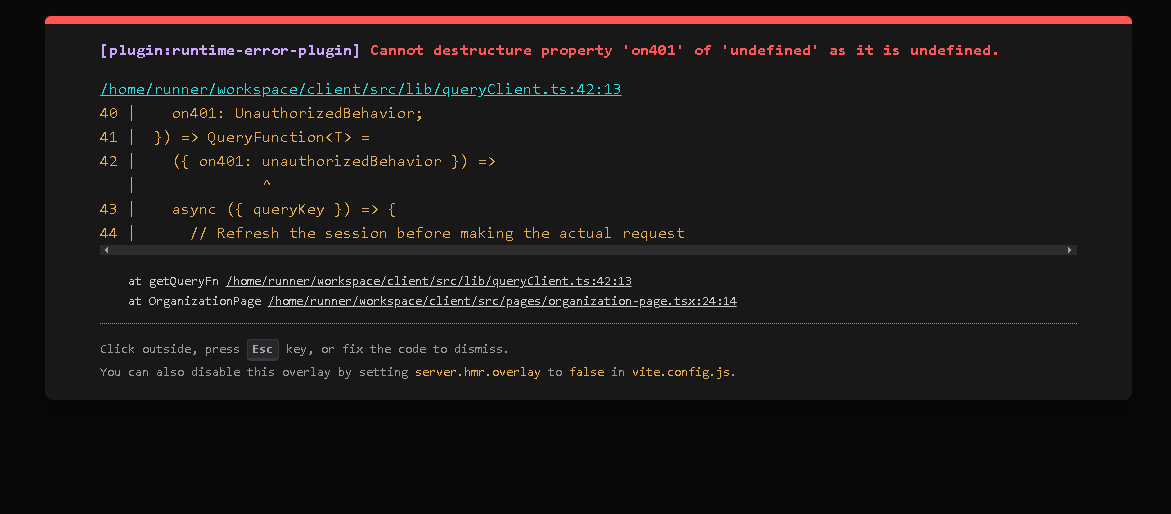 [plugin:runtime-error-plugin] Cannot destructure property 'on401' of 'undefined' as it is undefined.
/home/runner/workspace/client/src/lib/queryClient.ts:42:13
40 |    on401: UnauthorizedBehavior;
41 |  }) => QueryFunction<T> =
42 |    ({ on401: unauthorizedBehavior }) =>
   |              ^
43 |    async ({ queryKey }) => {
44 |      // Refresh the session before making the actual request
at getQueryFn /home/runner/workspace/client/src/lib/queryClient.ts:42:13
at OrganizationPage /home/runner/workspace/client/src/pages/organization-page.tsx:24:14
Click outside, press Esc key, or fix the code to dismiss.
You can also disable this overlay by setting server.hmr.overlay to false in vite.config.js.